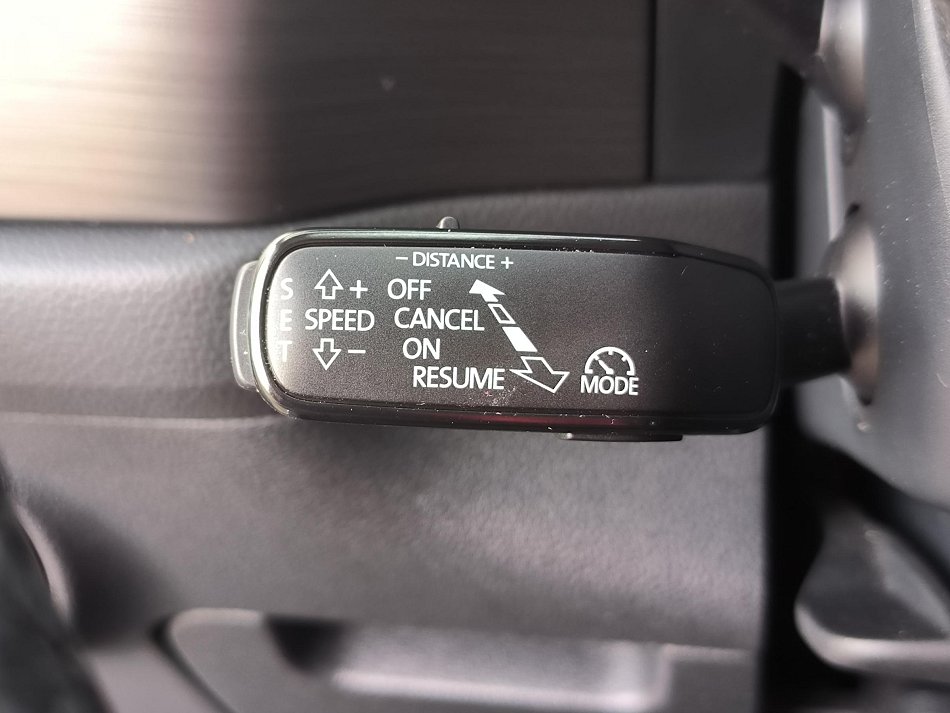 - DISTANCE +
S
E
T
+ OFF
SPEED CANCEL
- ON
RESUME
MODE